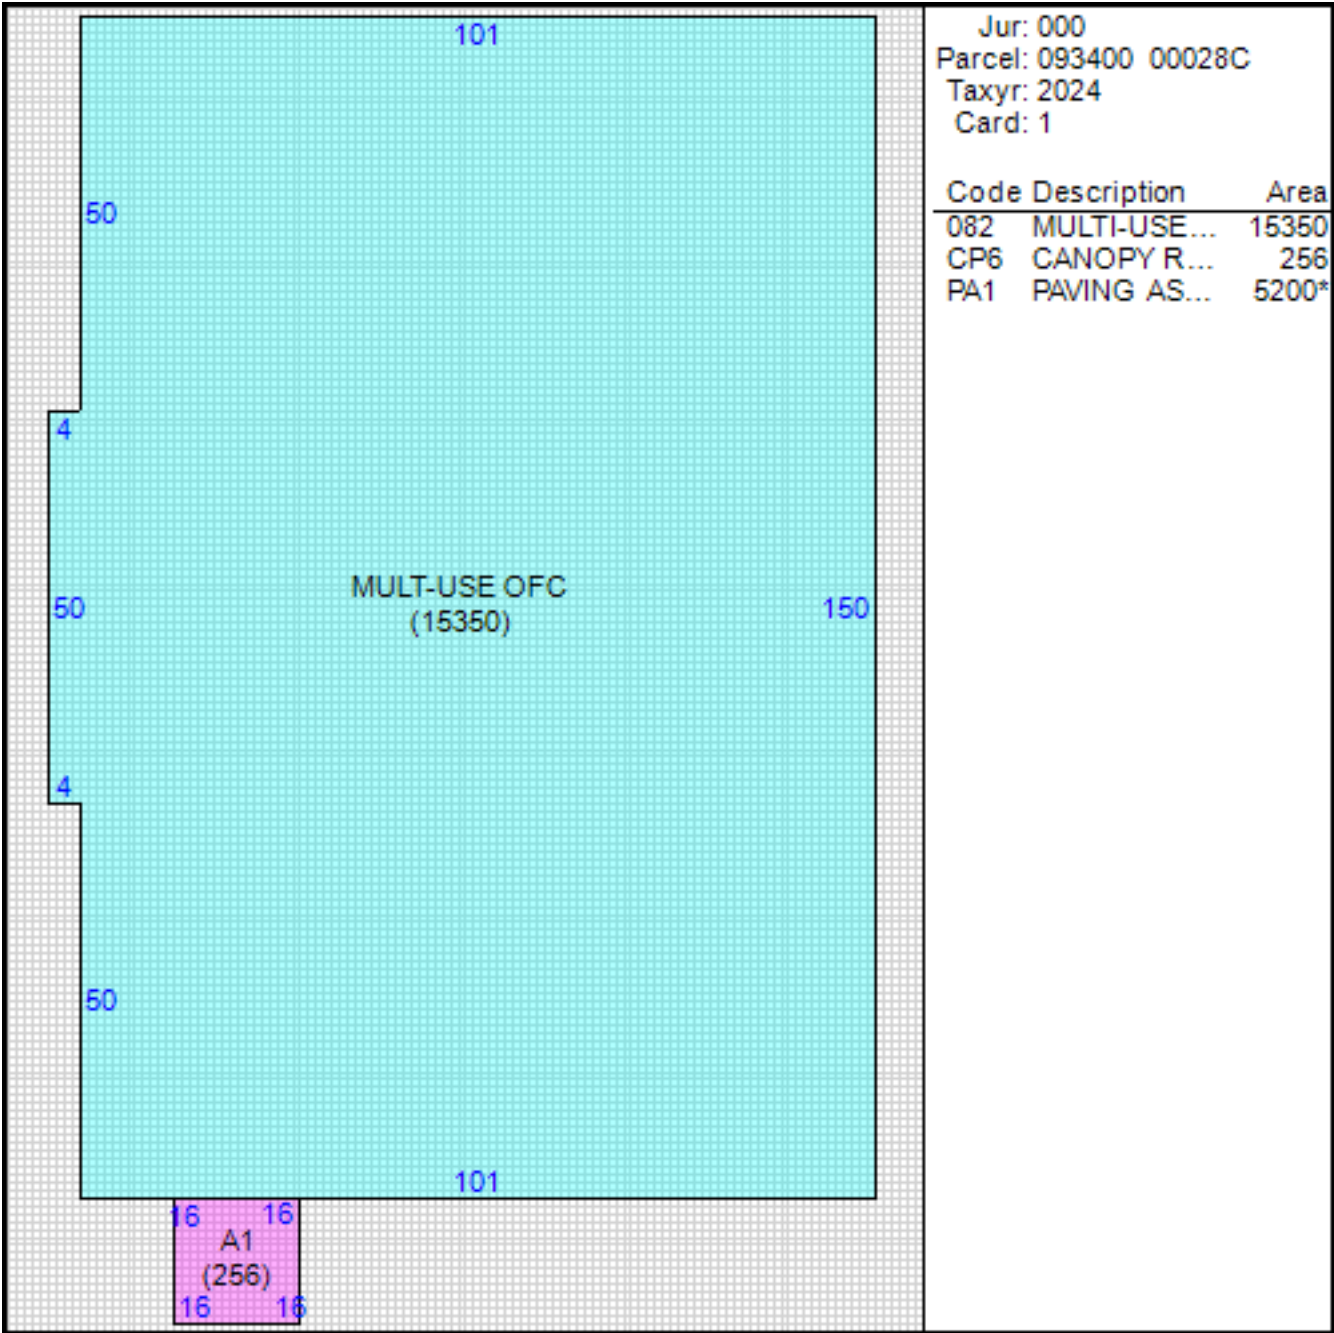 101
50
4
50
MULT-USE OFC
(15350)
150
4
50
101
16 16
A1
(256)
16 16
Jur: 000
Parcel: 093400 00028C
Taxyr: 2024
Card: 1
Code Description Area
082 MULTI-USE... 15350
CP6 CANOPY R... 256
PA1 PAVING AS... 5200*